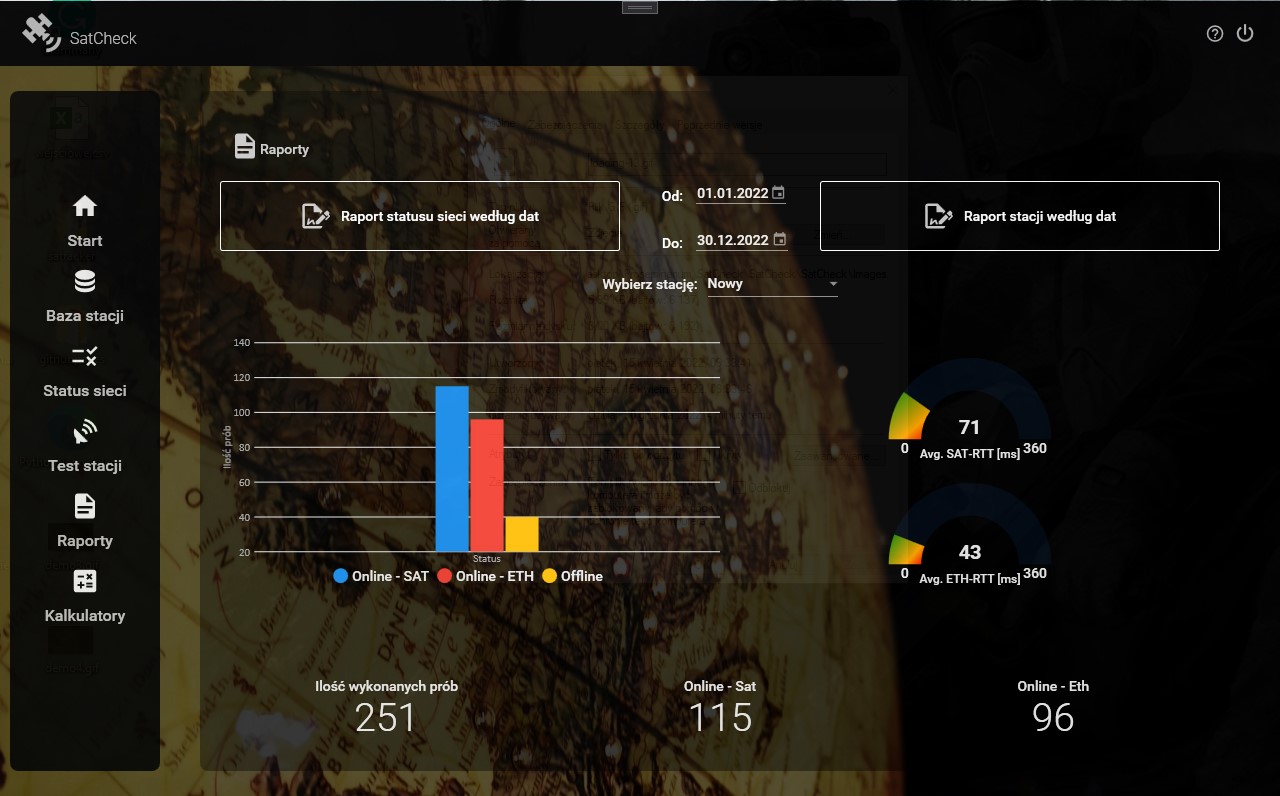 SatCheck
Start
Baza stacji
Status sieci
Test stacji
Raporty
Kalkulatory
Raporty
Raport statusu sieci według dat
Od: 01.01.2022
Do: 30.12.2022
Raport stacji według dat
Wybierz stację: Nowy
140
120
100
80
60
40
20
Ilość prób
Status
Online - SAT Online - ETH Offline
71
0 Avg. SAT-RTT [ms] 360
43
0 Avg. ETH-RTT [ms] 360
Ilość wykonanych prób
251
Online - Sat
115
Online - Eth
96